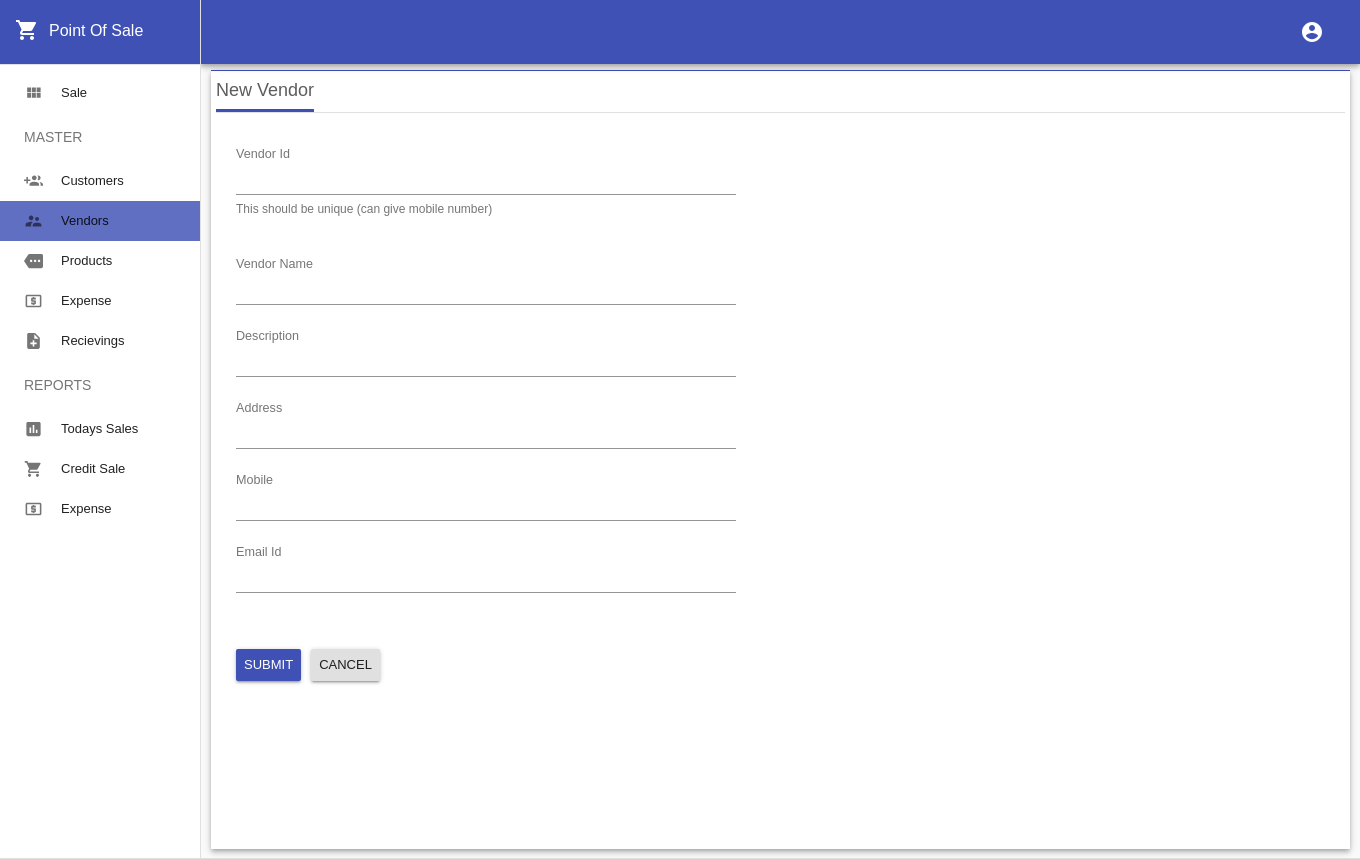 Point Of Sale
Sale
MASTER
Customers
Vendors
Products
Expense
Recievings
REPORTS
Todays Sales
Credit Sale
Expense
New Vendor
Vendor Id
This should be unique (can give mobile number)
Vendor Name
Description
Address
Mobile
Email Id
SUBMIT CANCEL